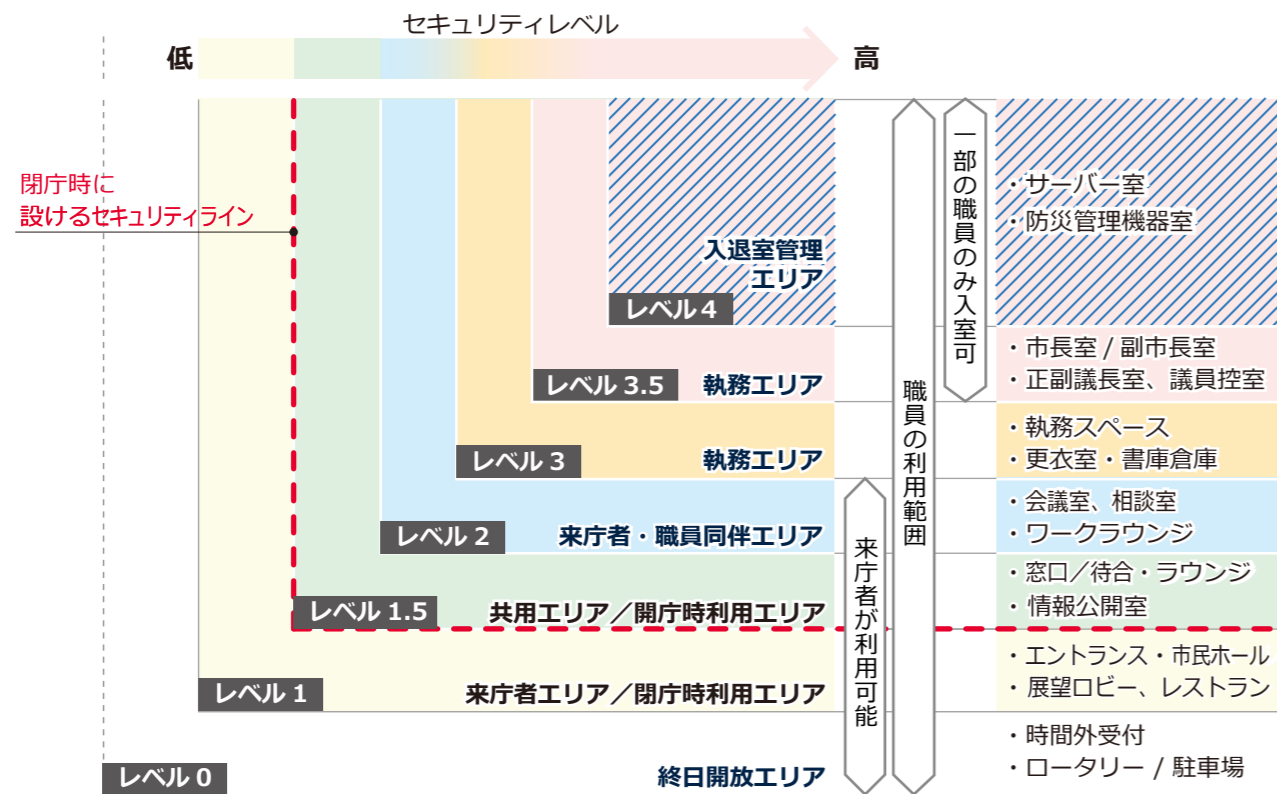 セキュリティレベル
低
高
閉庁時に
設けるセキュリティライン
入退室管理
エリア
レベル 4
一部の職員のみ入室可
・サーバー室
・防災管理機器室
レベル 3.5
執務エリア
・市長室 / 副市長室
・正副議長室、議員控室
職員の利用範囲
レベル 3
執務エリア
・執務スペース
・更衣室・書庫倉庫
レベル 2
来庁者・職員同伴エリア
・会議室、相談室
・ワークラウンジ
来庁者が利用可能
レベル 1.5
共用エリア／開庁時利用エリア
・窓口／待合・ラウンジ
・情報公開室
レベル 1
来庁者エリア／閉庁時利用エリア
・エントランス・市民ホール
・展望ロビー、レストラン
レベル 0
終日開放エリア
・時間外受付
・ロータリー / 駐車場